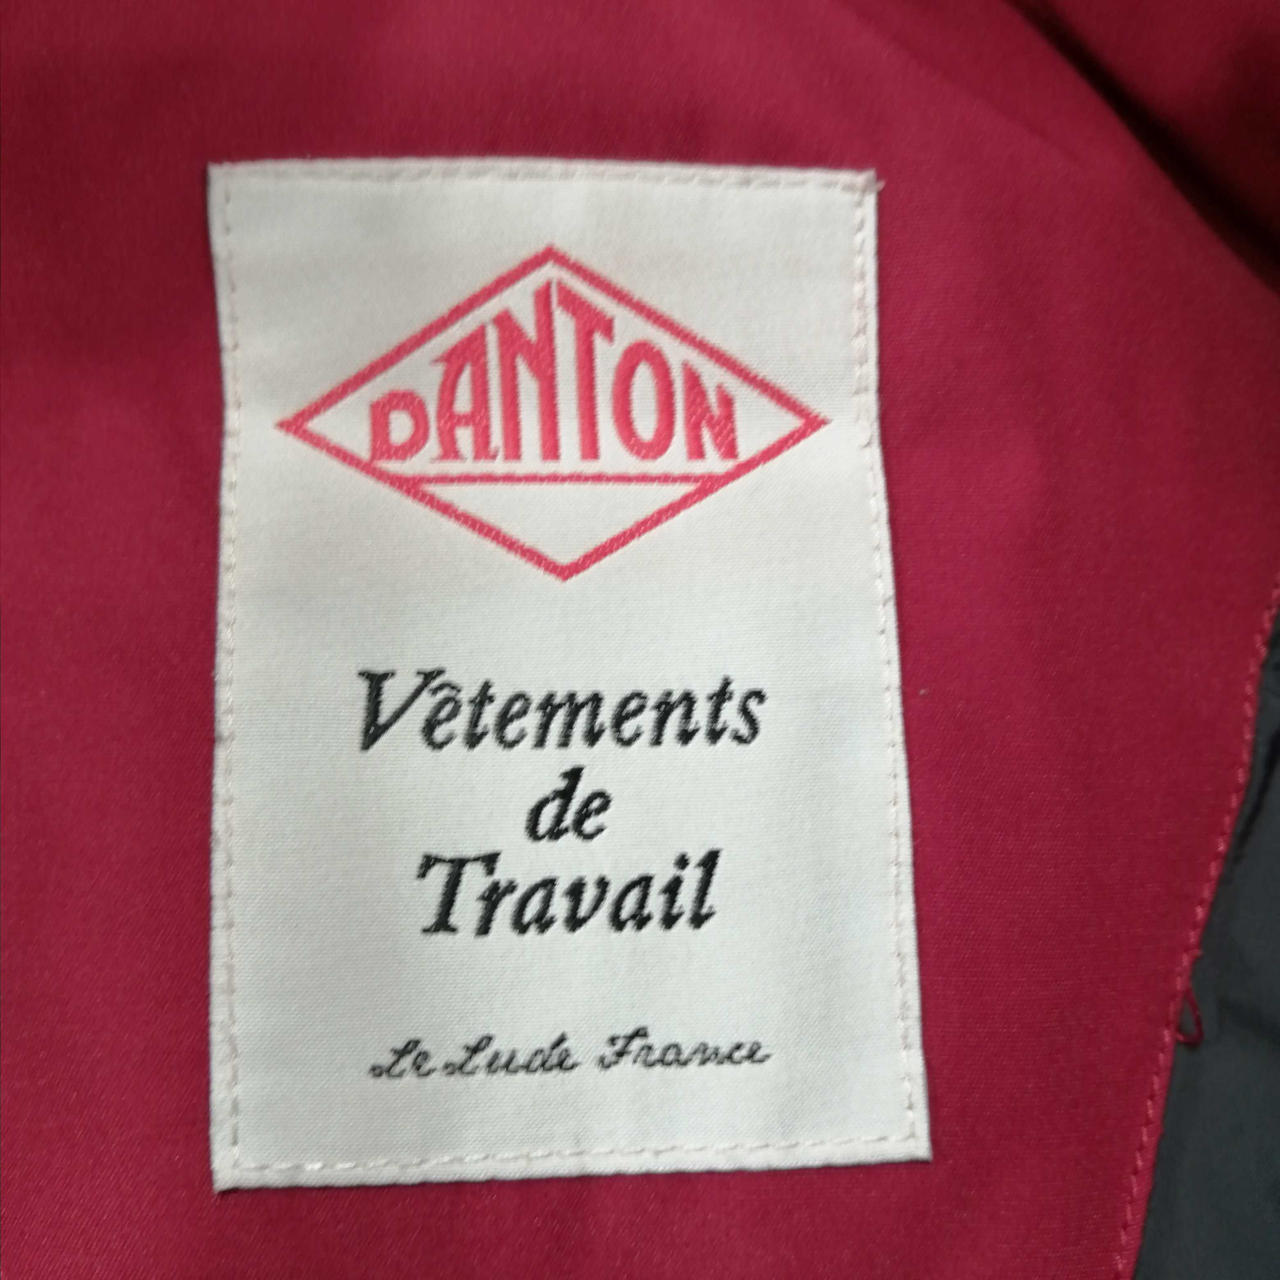 DANTON
Vêtements
de
Travail
Le Lude France